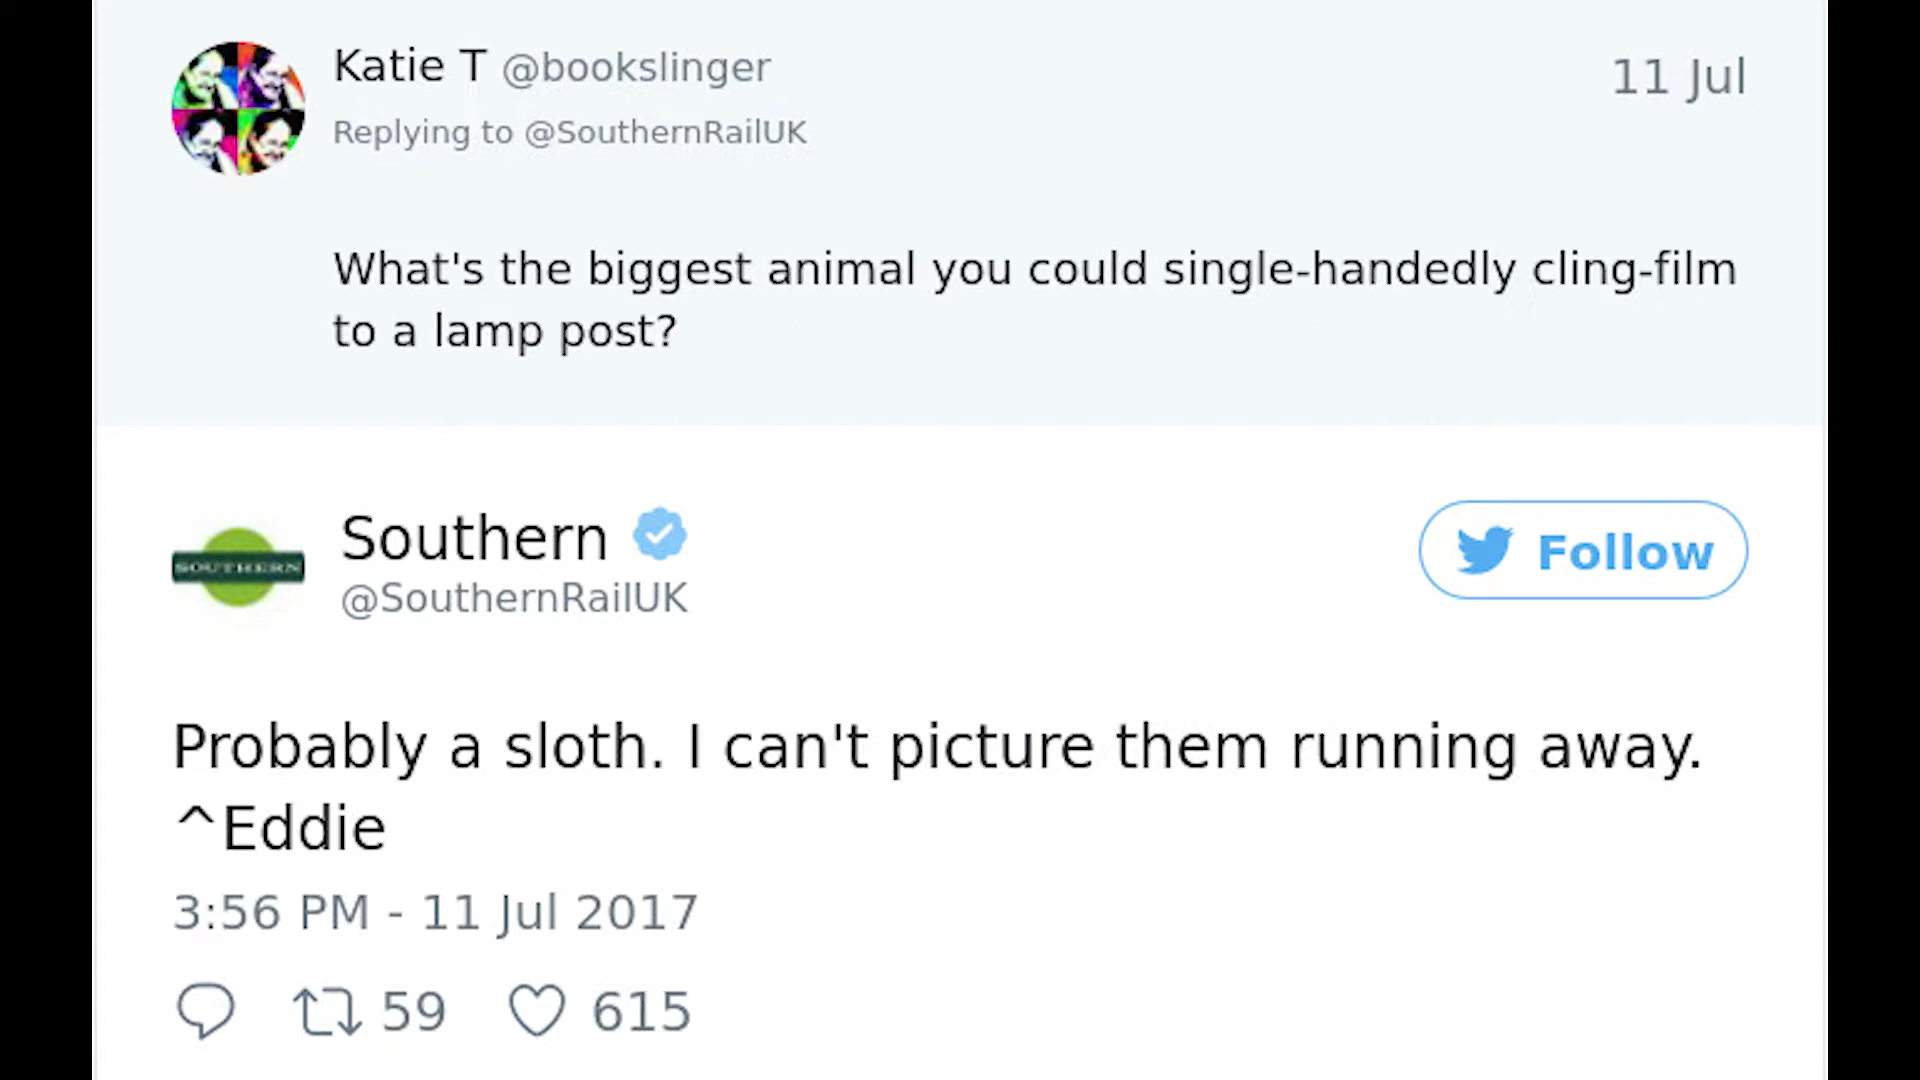 Katie T @bookslinger
11 Jul
Replying to @SouthernRailUK
What's the biggest animal you could single-handedly cling-film
to a lamp post?
Southern
SOUTHERN
@SouthernRailUK
Follow
Probably a sloth. I can't picture them running away.
^Eddie
3:56 PM - 11 Jul 2017
59 615